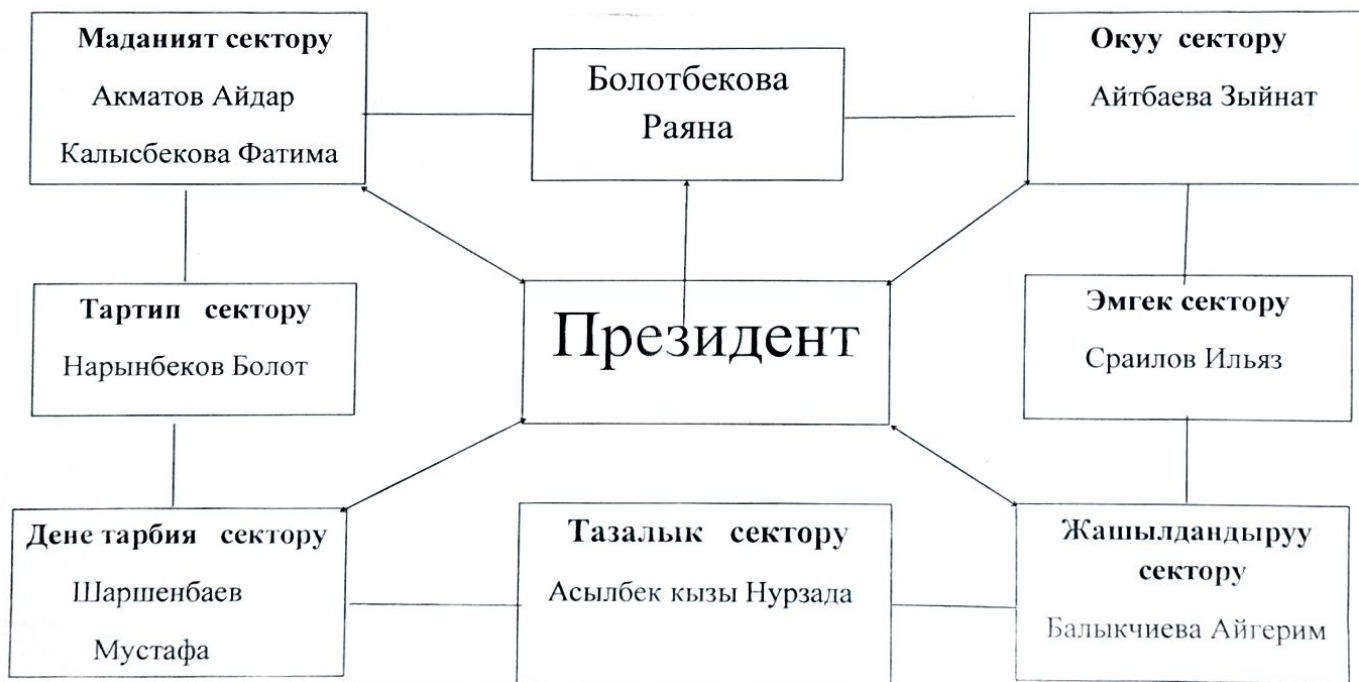 Маданият сектору
Акматов Айдар
Калысбекова Фатима
Болотбекова
Раяна
Окуу сектору
Айтбаева Зыйнат
Тартип сектору
Нарынбеков Болот
Президент
Эмгек сектору
Сраилов Ильяз
Дене тарбия сектору
Шаршенбаев
Мустафа
Тазалык сектору
Асылбек кызы Нурзада
Жашылдандыруу
сектору
Балыкчиева Айгерим